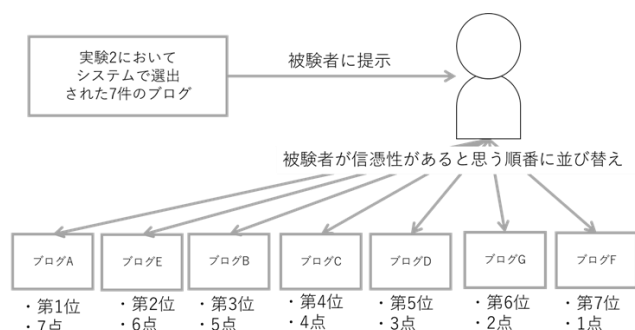 実験2において
システムで選出
された7件のブログ
被験者に提示
被験者が信憑性があると思う順番に並び替え
ブログA
ブログE
ブログB
ブログC
ブログD
ブログG
ブログF
・第1位
・7点
・第2位
・6点
・第3位
・5点
・第4位
・4点
・第5位
・3点
・第6位
・2点
・第7位
・1点